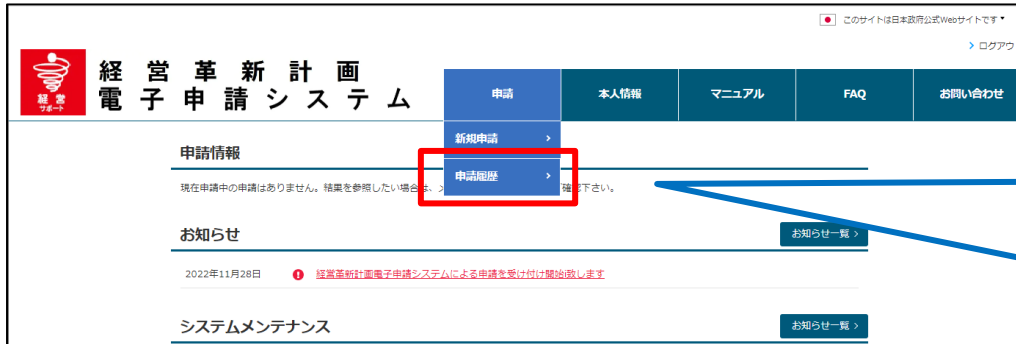 このサイトは日本政府公式Webサイトです
ログアウ
経営革新計画
電子申請システム
経営
サポート
申請
本人情報
マニュアル
FAQ
お問い合わせ
新規申請
申請履歴
申請情報
現在申請中の申請はありません。結果を参照したい場合は、
確認下さい。
お知らせ
お知らせ一覧
2022年11月28日
経営革新計画電子申請システムによる申請を受け付け開始致します
システムメンテナンス
お知らせ一覧